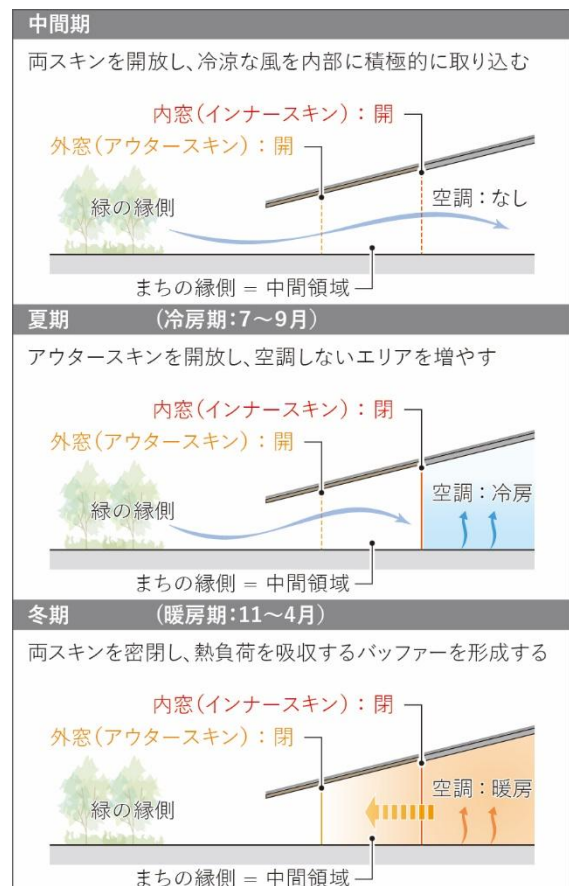 中間期
両スキンを開放し、冷涼な風を内部に積極的に取り込む
内窓(インナースキン):開
外窓(アウタースキン):開
緑の縁側
空調:なし
まちの縁側 = 中間領域
夏期 (冷房期:7〜9月)
アウタースキンを開放し、空調しないエリアを増やす
内窓(インナースキン):閉
外窓(アウタースキン):開
緑の縁側
空調:冷房
まちの縁側 = 中間領域
冬期 (暖房期:11〜4月)
両スキンを密閉し、熱負荷を吸収するバッファーを形成する
内窓(インナースキン):閉
外窓(アウタースキン):閉
緑の縁側
空調:暖房
まちの縁側 = 中間領域